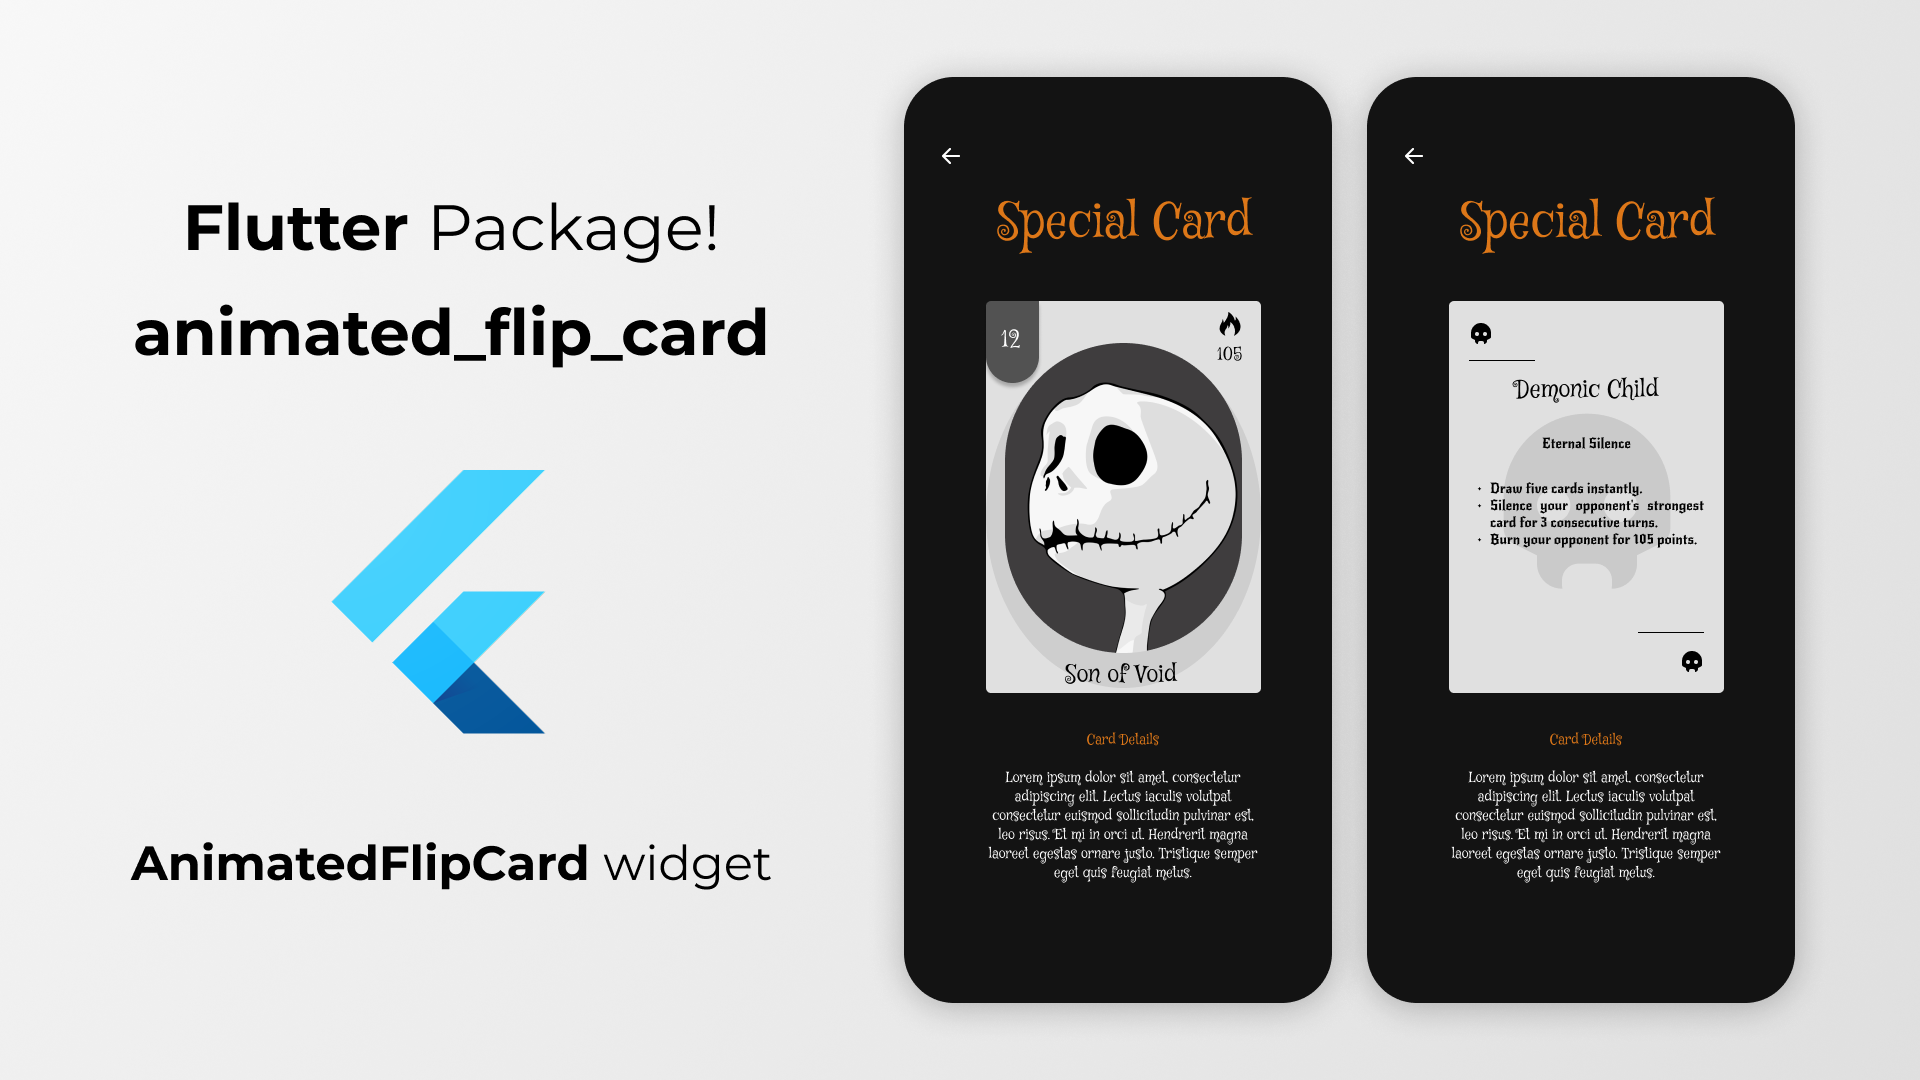 Flutter Package!
animated_flip_card
AnimatedFlipCard widget
Special Card
12
105
Son of Void
Card Details
Lorem ipsum dolor sit amet, consectetur
adipiscing elit. Lectus iaculis volutpat
consectetur euismod sollicitudin pulvinar est,
leo risus. Et mi in orci ut. Hendrerit magna
laoreet egestas ornare justo. Tristique semper
eget quis feugiat metus.
Special Card
Demonic Child
Eternal Silence
• Draw five cards instantly.
• Silence your opponent's strongest
card for 3 consecutive turns.
• Burn your opponent for 105 points.
Card Details
Lorem ipsum dolor sit amet, consectetur
adipiscing elit. Lectus iaculis volutpat
consectetur euismod sollicitudin pulvinar est,
leo risus. Et mi in orci ut. Hendrerit magna
laoreet egestas ornare justo. Tristique semper
eget quis feugiat metus.